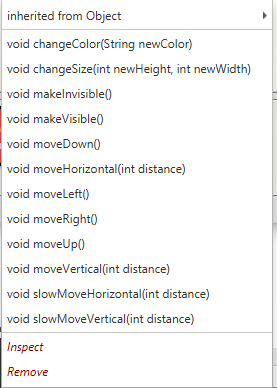 inherited from Object
void changeColor(String newColor)
void changeSize(int newHeight, int newWidth)
void makeInvisible()
void makeVisible()
void moveDown()
void moveHorizontal(int distance)
void moveLeft()
void moveRight()
void moveUp()
void moveVertical(int distance)
void slowMoveHorizontal(int distance)
void slowMoveVertical(int distance)
Inspect
Remove